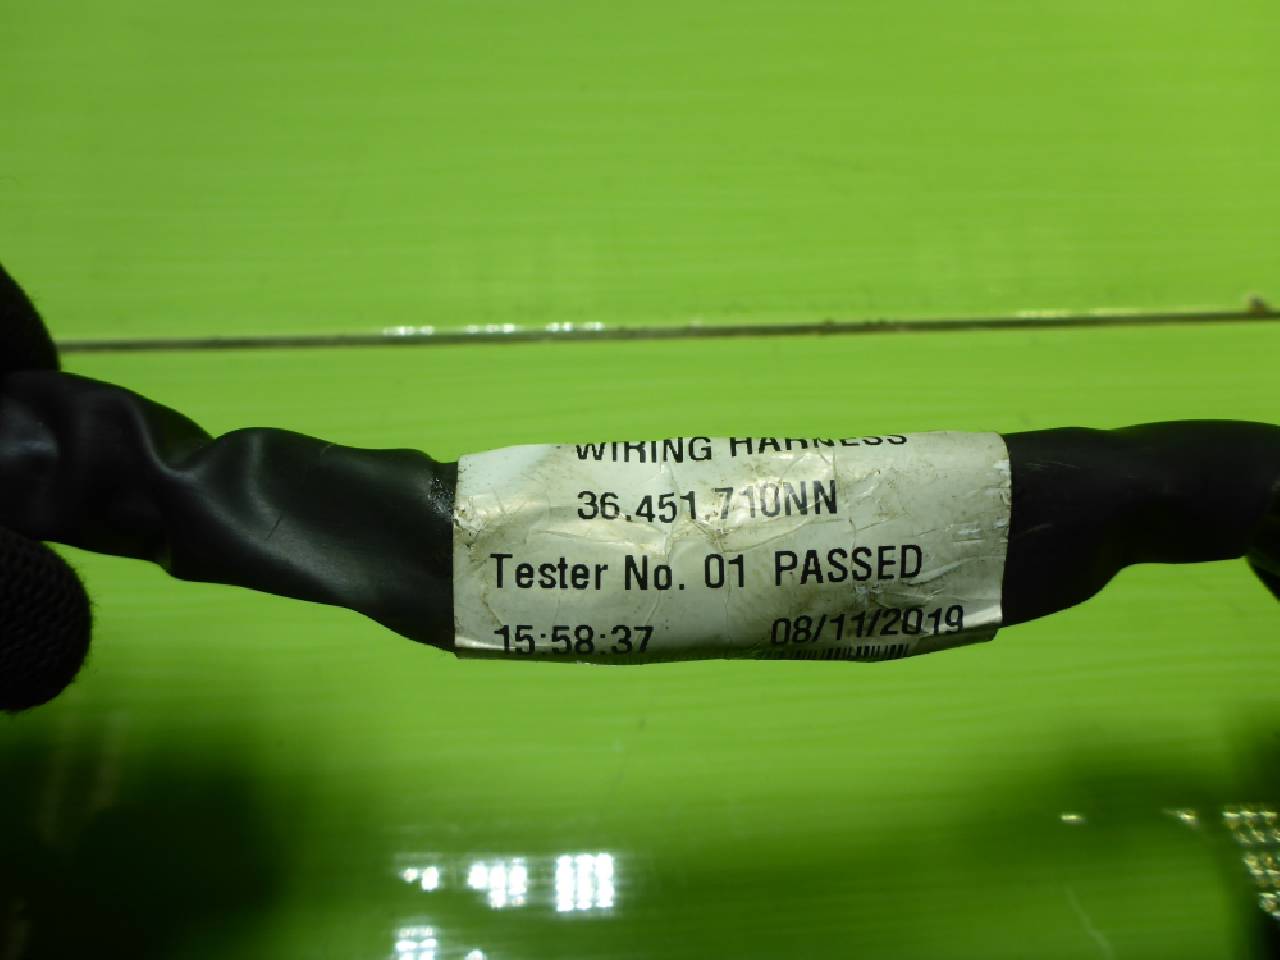 WIRING HARNESS
36.451.710NN
Tester No. 01 PASSED
15:58:37 08/11/2019